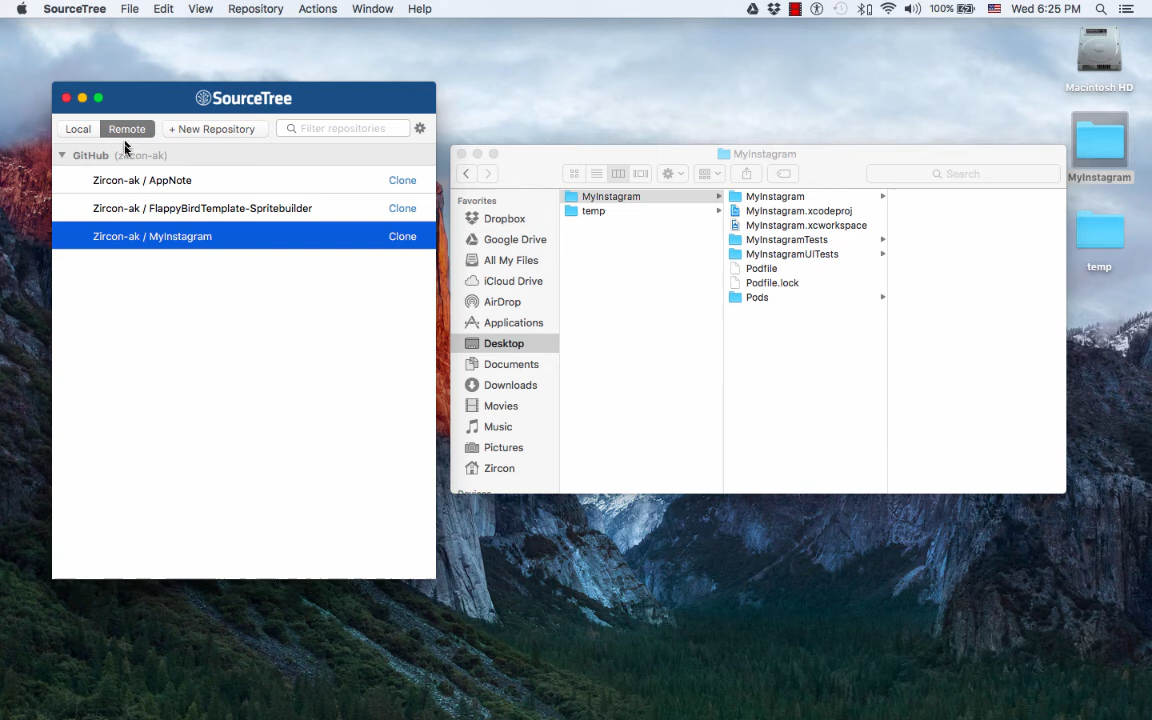 SourceTree File Edit View Repository Actions Window Help 100% Wed 6:25 PM
Macintosh HD
MyInstagram
temp
SourceTree
Local Remote + New Repository Filter repositories
GitHub (zircon-ak)
Zircon-ak / AppNote Clone
Zircon-ak / FlappyBirdTemplate-Spritebuilder Clone
Zircon-ak / MyInstagram Clone
MyInstagram
Search
Favorites
Dropbox
Google Drive
All My Files
iCloud Drive
AirDrop
Applications
Desktop
Documents
Downloads
Movies
Music
Pictures
Zircon
Devices
MyInstagram
temp
MyInstagram
MyInstagram.xcodeproj
MyInstagram.xcworkspace
MyInstagramTests
MyInstagramUITests
Podfile
Podfile.lock
Pods